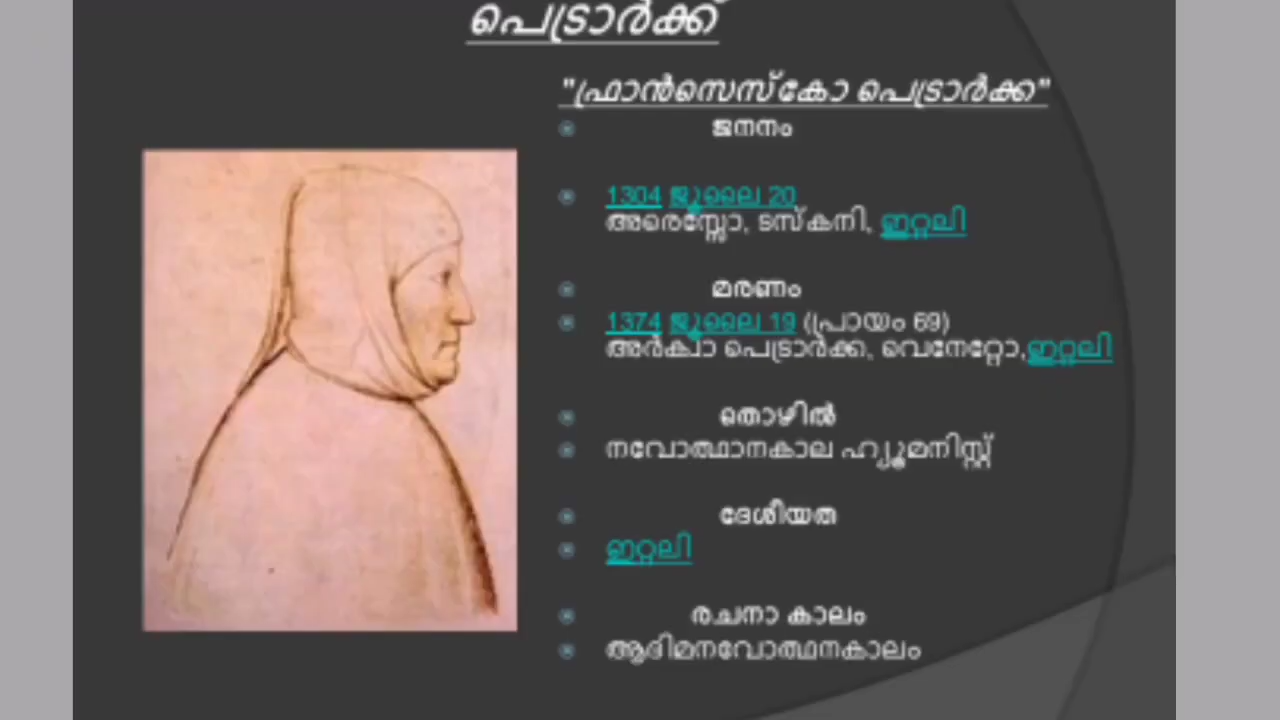 പെട്രാർക്ക്
"ഫ്രാൻസെസ്കോ പെട്രാർക്ക"
ജനനം
1304 ജൂലൈ 20
അരെസ്സോ, ടസ്കനി, ഇറ്റലി
മരണം
1374 ജൂലൈ 19 (പ്രായം 69)
അർക്വാ പെട്രാർക്ക, വെനേറ്റോ,ഇറ്റലി
തൊഴിൽ
നവോത്ഥാനകാല ഹ്യൂമനിസ്റ്റ്
ദേശീയത
ഇറ്റലി
രചനാ കാലം
ആദിമനവോത്ഥനകാലം